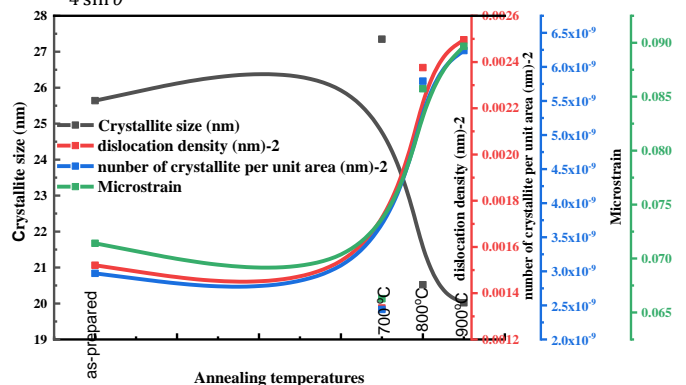 4 sin θ
28
27
26
25
24
23
22
21
20
19
Crystallite size (nm)
Crystallite size (nm)
dislocation density (nm)-2
nunber of crystallite per unit area (nm)-2
Microstrain
as-prepared
700°C
800°C
900°C
Annealing temperatures
0.0026
0.0024
0.0022
0.0020
0.0018
0.0016
0.0014
0.0012
dislocation density (nm)-2
6.5x10⁻⁹
6.0x10⁻⁹
5.5x10⁻⁹
5.0x10⁻⁹
4.5x10⁻⁹
4.0x10⁻⁹
3.5x10⁻⁹
3.0x10⁻⁹
2.5x10⁻⁹
2.0x10⁻⁹
nunber of crystallite per unit area (nm)-2
0.090
0.085
0.080
0.075
0.070
0.065
Microstrain